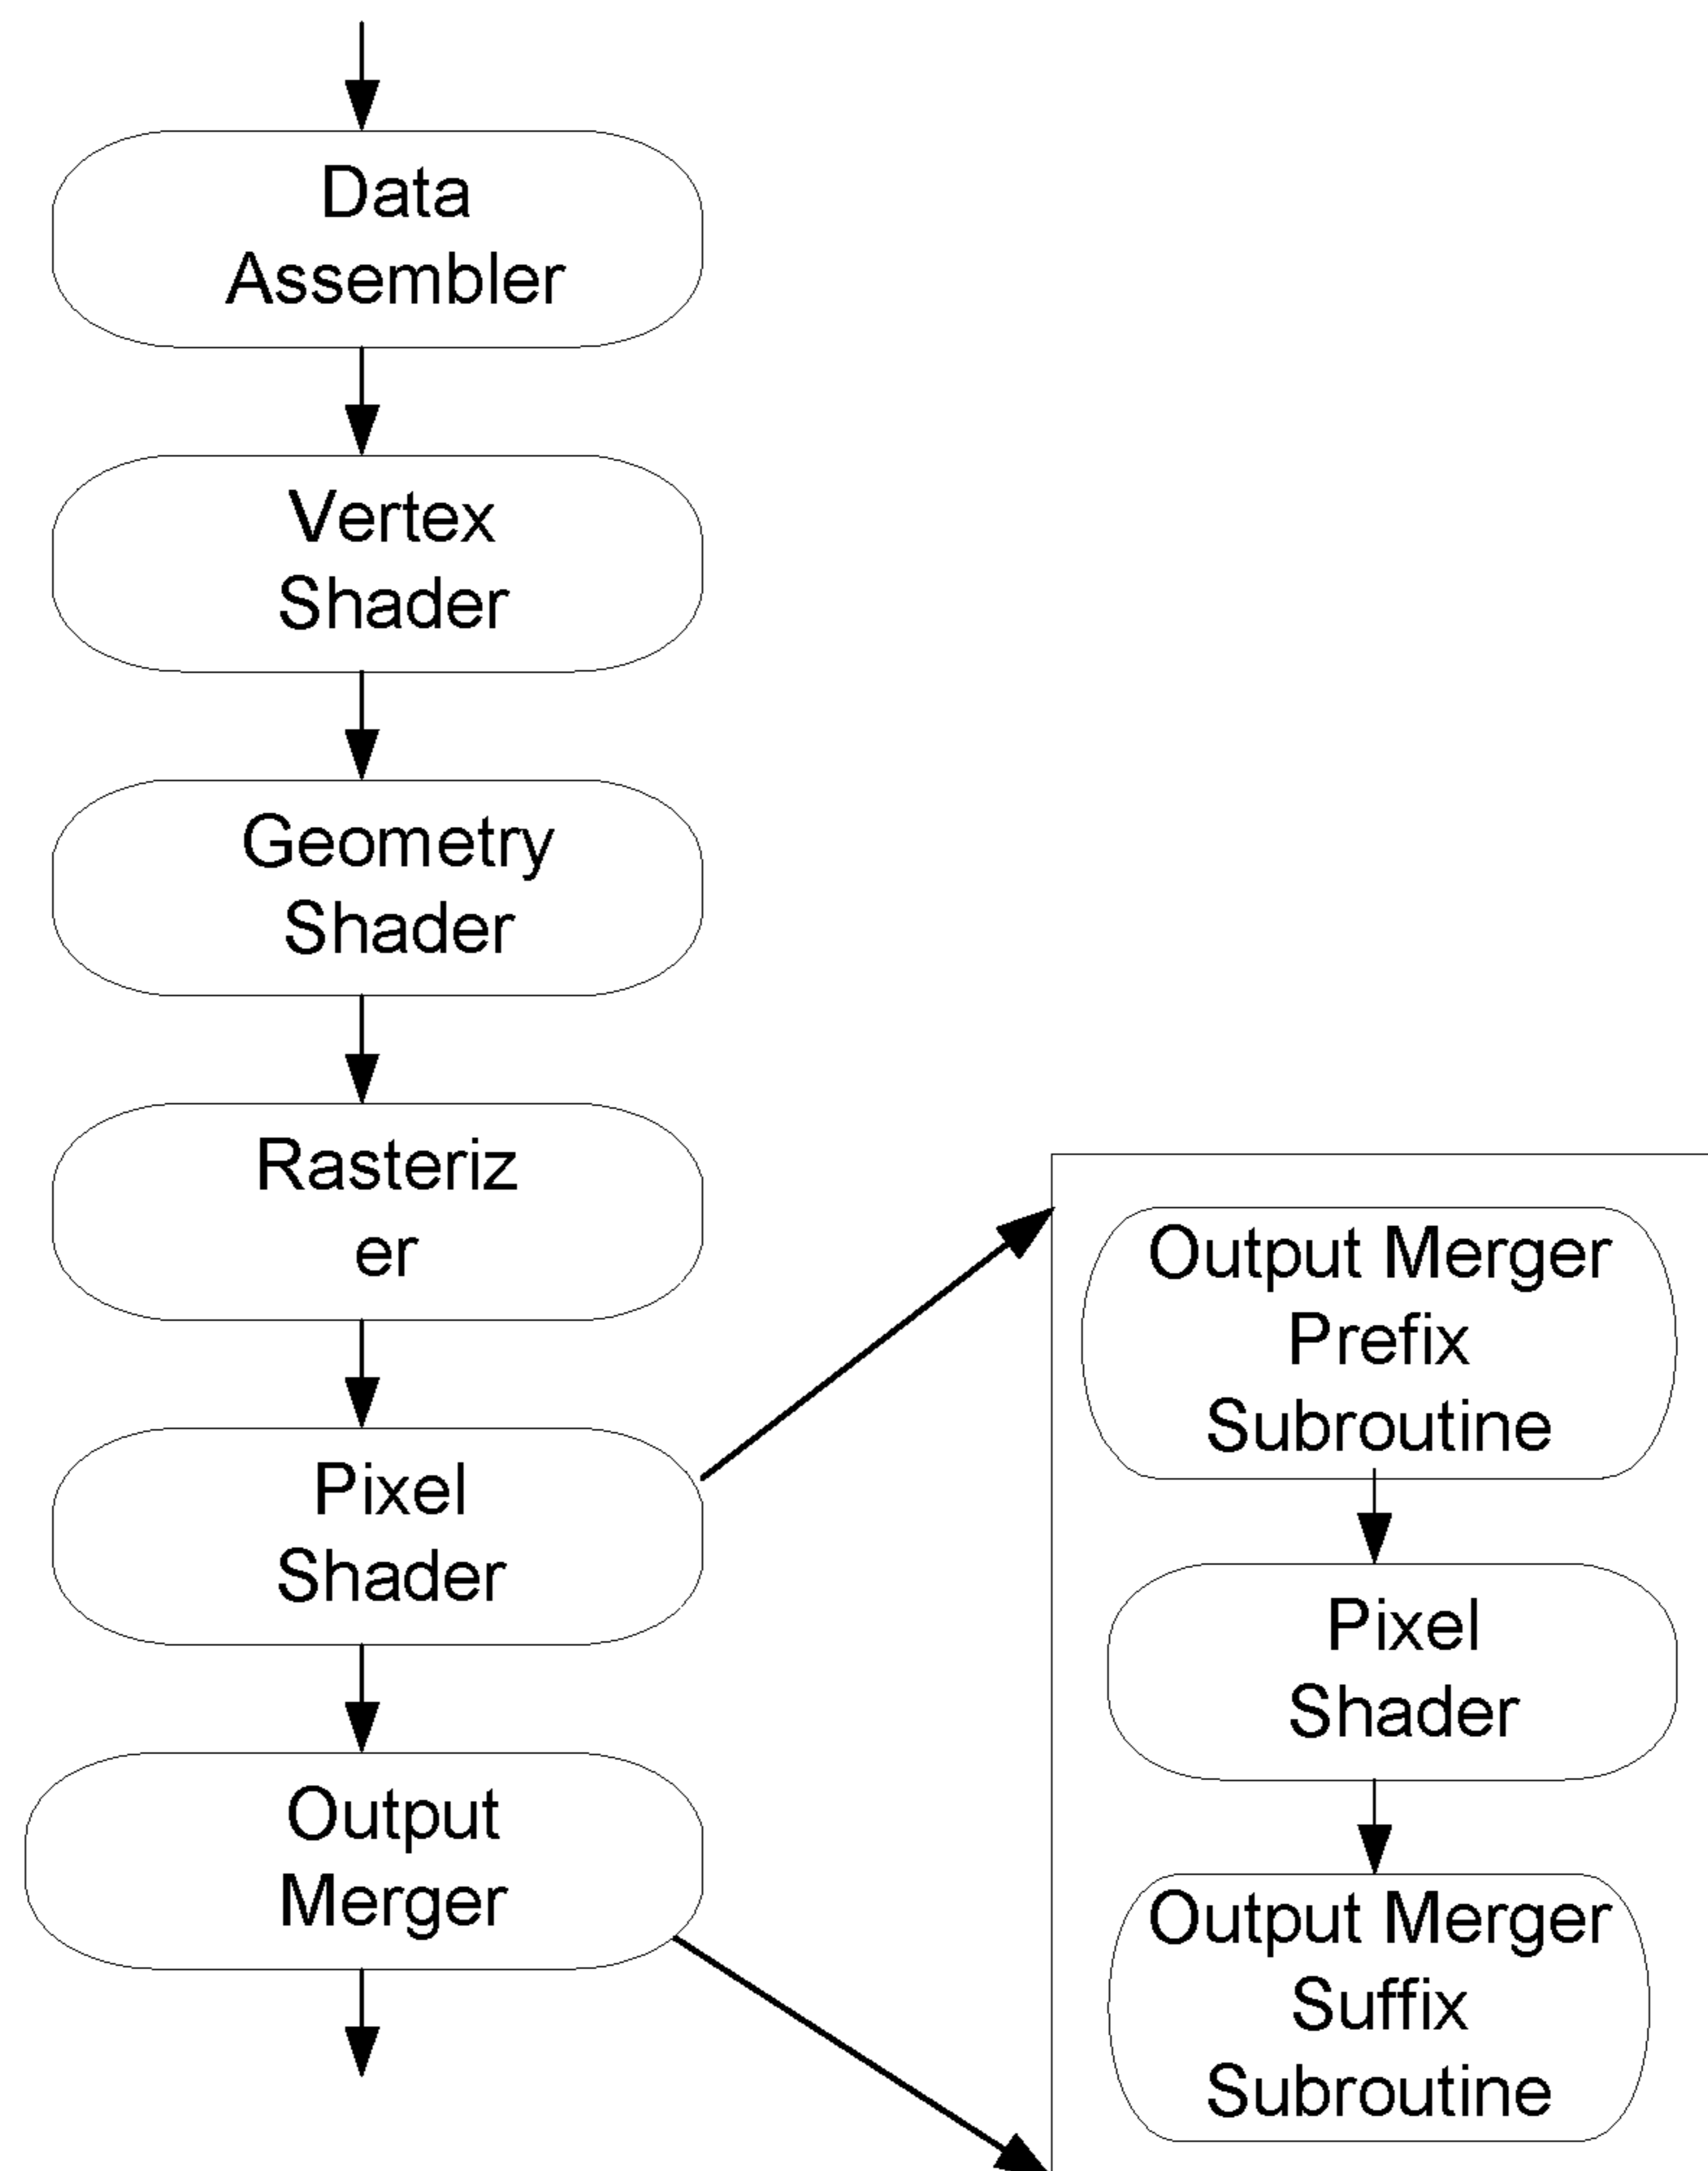 Data
Assembler
Vertex
Shader
Geometry
Shader
Rasteriz
er
Pixel
Shader
Output
Merger
Output Merger
Prefix
Subroutine
Pixel
Shader
Output Merger
Suffix
Subroutine